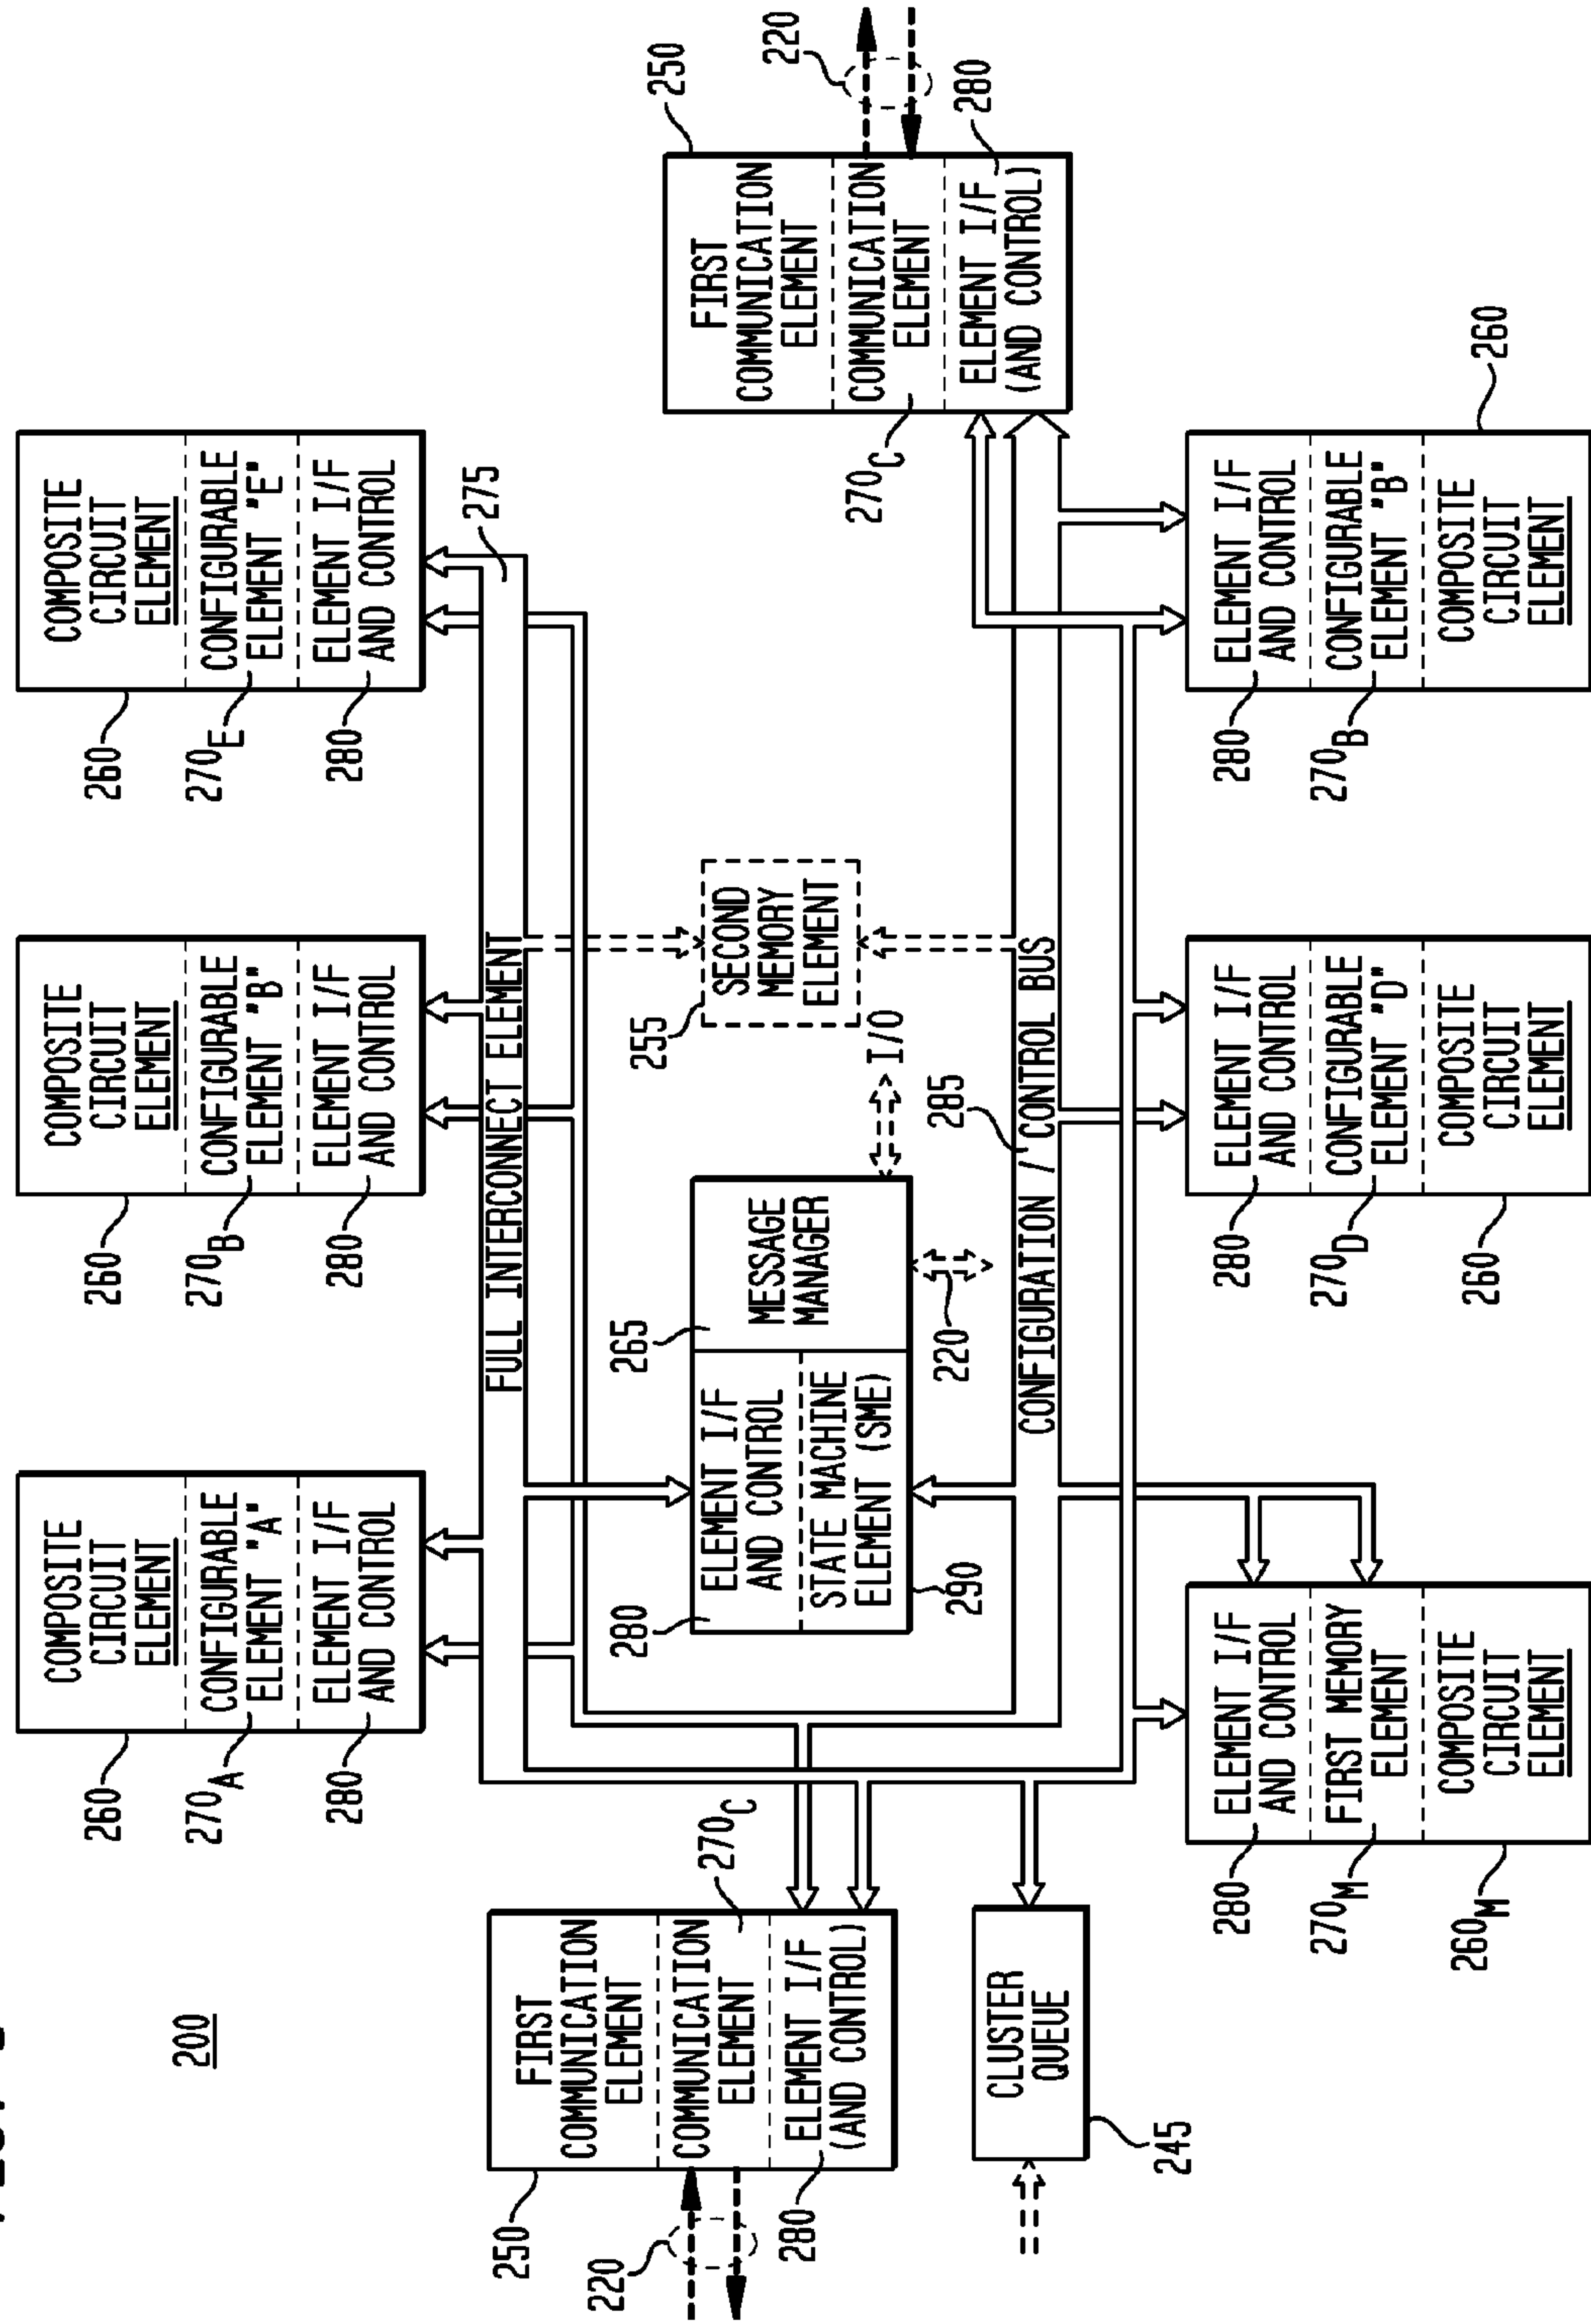 200
COMPOSITE
CIRCUIT
ELEMENT
CONFIGURABLE
ELEMENT "A"
ELEMENT I/F
AND CONTROL
260
270A
280
COMPOSITE
CIRCUIT
ELEMENT
CONFIGURABLE
ELEMENT "B"
ELEMENT I/F
AND CONTROL
260
270B
280
COMPOSITE
CIRCUIT
ELEMENT
CONFIGURABLE
ELEMENT "E"
ELEMENT I/F
AND CONTROL
260
270E
280
FULL INTERCONNECT ELEMENT
275
FIRST
COMMUNICATION
ELEMENT
COMMUNICATION
ELEMENT
ELEMENT I/F
(AND CONTROL)
250
220
280
270C
ELEMENT I/F
AND CONTROL
STATE MACHINE
ELEMENT (SME)
MESSAGE
MANAGER
280
265
290
220
I/O
SECOND
MEMORY
ELEMENT
255
FIRST
COMMUNICATION
ELEMENT
COMMUNICATION
ELEMENT
ELEMENT I/F
(AND CONTROL)
250
220
280
270C
CLUSTER
QUEUE
245
CONFIGURATION / CONTROL BUS
285
ELEMENT I/F
AND CONTROL
FIRST MEMORY
ELEMENT
COMPOSITE
CIRCUIT
ELEMENT
280
270M
260M
ELEMENT I/F
AND CONTROL
CONFIGURABLE
ELEMENT "D"
COMPOSITE
CIRCUIT
ELEMENT
280
270D
260
ELEMENT I/F
AND CONTROL
CONFIGURABLE
ELEMENT "B"
COMPOSITE
CIRCUIT
ELEMENT
280
270B
260